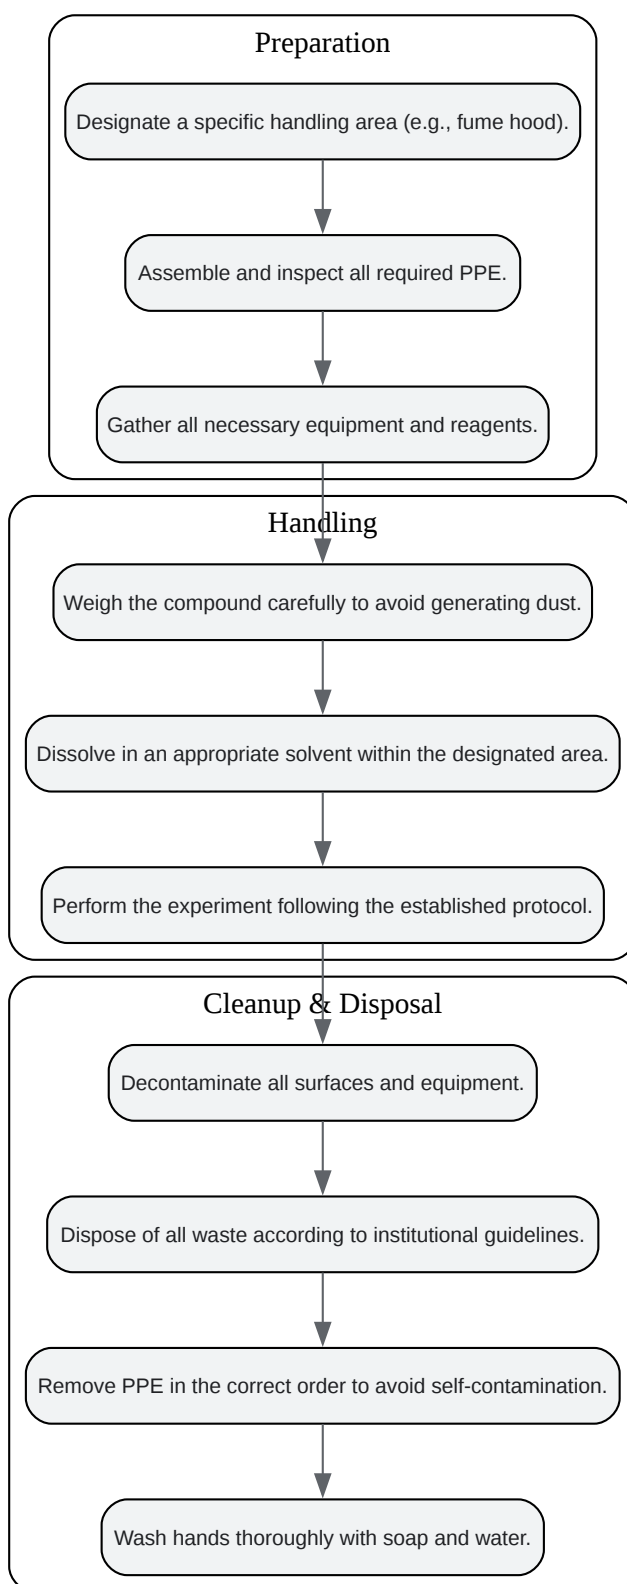 Preparation
Designate a specific handling area (e.g., fume hood).
Assemble and inspect all required PPE.
Gather all necessary equipment and reagents.
Handling
Weigh the compound carefully to avoid generating dust.
Dissolve in an appropriate solvent within the designated area.
Perform the experiment following the established protocol.
Cleanup & Disposal
Decontaminate all surfaces and equipment.
Dispose of all waste according to institutional guidelines.
Remove PPE in the correct order to avoid self-contamination.
Wash hands thoroughly with soap and water.